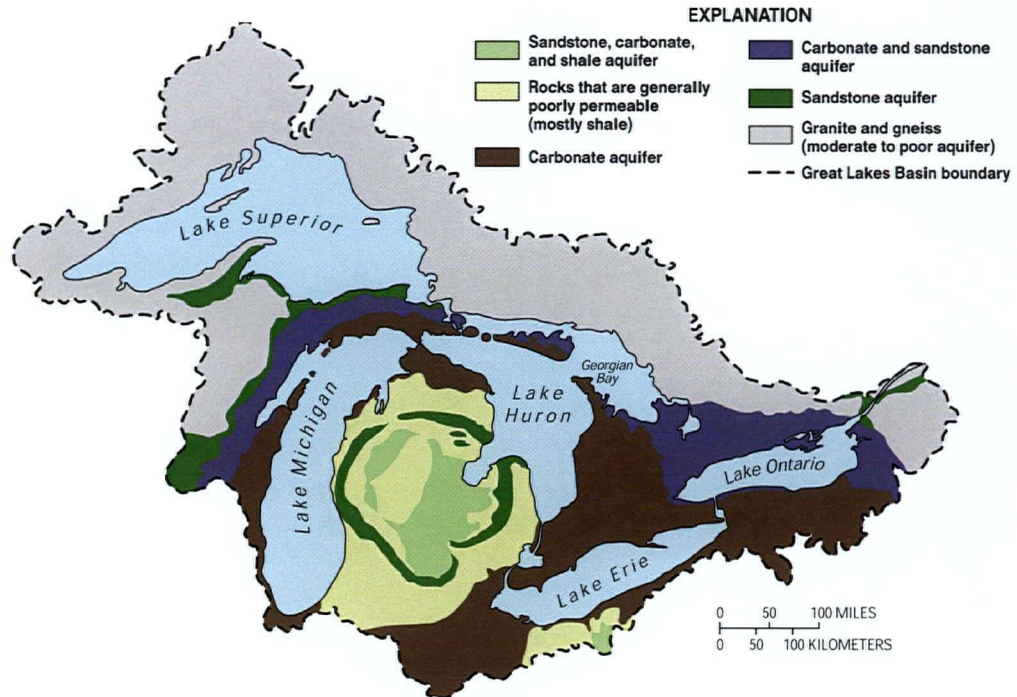 EXPLANATION
Sandstone, carbonate,
and shale aquifer
Rocks that are generally
poorly permeable
(mostly shale)
Carbonate aquifer
Carbonate and sandstone
aquifer
Sandstone aquifer
Granite and gneiss
(moderate to poor aquifer)
Great Lakes Basin boundary
Lake Superior
Lake Michigan
Lake
Huron
Georgian
Bay
Lake Ontario
Lake Erie
0 50 100 MILES
0 50 100 KILOMETERS